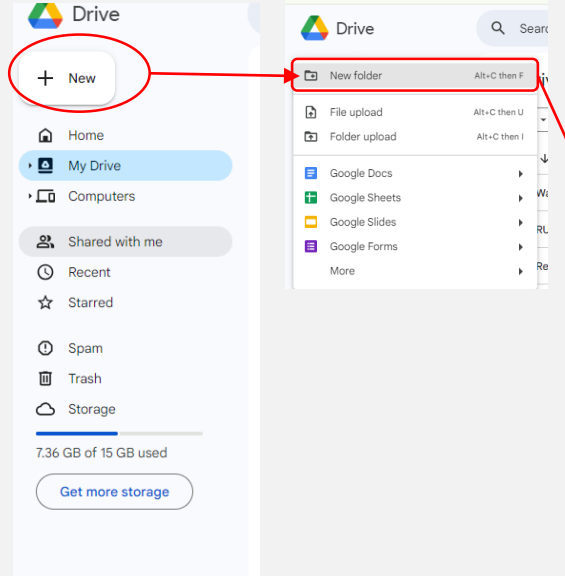 Drive
New
Home
My Drive
Computers
Shared with me
Recent
Starred
Spam
Trash
Storage
7.36 GB of 15 GB used
Get more storage
Drive
New folder Alt+C then F
File upload Alt+C then U
Folder upload Alt+C then I
Google Docs
Google Sheets
Google Slides
Google Forms
More
RU
Re